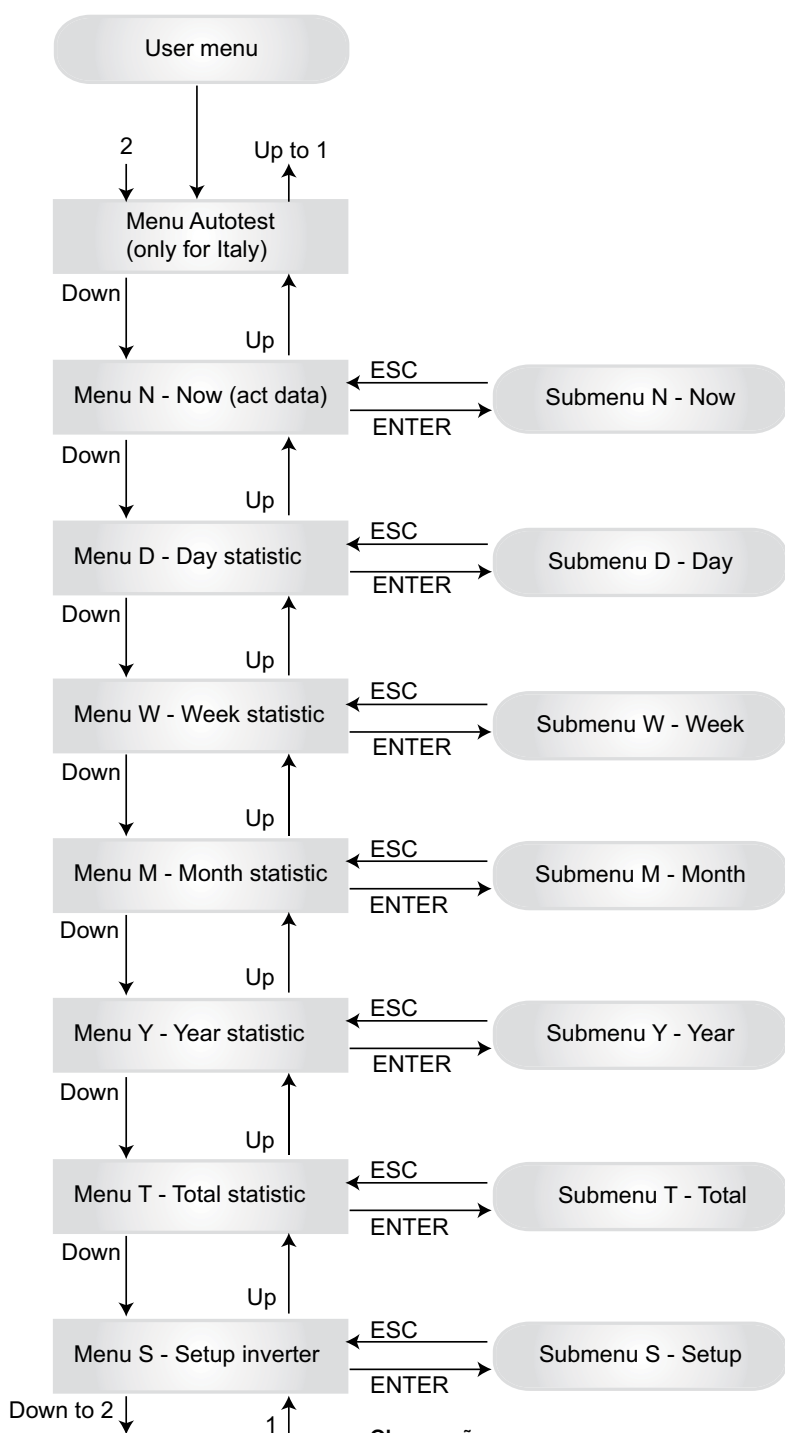 User menu
2
Up to 1
Menu Autotest
(only for Italy)
Down
Up
Menu N - Now (act data)
ESC
ENTER
Submenu N - Now
Down
Up
Menu D - Day statistic
ESC
ENTER
Submenu D - Day
Down
Up
Menu W - Week statistic
ESC
ENTER
Submenu W - Week
Down
Up
Menu M - Month statistic
ESC
ENTER
Submenu M - Month
Down
Up
Menu Y - Year statistic
ESC
ENTER
Submenu Y - Year
Down
Up
Menu T - Total statistic
ESC
ENTER
Submenu T - Total
Down
Up
Menu S - Setup inverter
ESC
ENTER
Submenu S - Setup
Down to 2
1